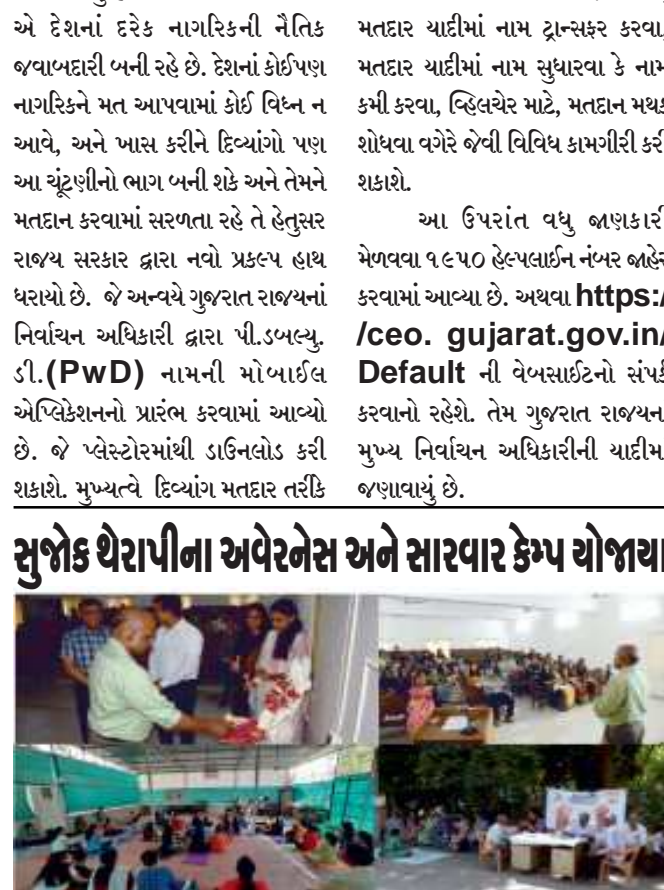 એ દેશનાં દરેક નાગરિકની નૈતિક
જવાબદારી બની રહે છે. દેશનાં કોઈપણ
નાગરિકને મત આપવામાં કોઈ વિઘ્ન ન
આવે, અને ખાસ કરીને દિવ્યાંગો પણ
આ ચૂંટણીનો ભાગ બની શકે અને તેમને
મતદાન કરવામાં સરળતા રહે તે હેતુસર
રાજ્ય સરકાર દ્વારા નવો પ્રકલ્પ હાથ
ધરાયો છે. જે અન્વયે ગુજરાત રાજ્યનાં
નિર્વાચન અધિકારી દ્વારા પી.ડબલ્યુ.
ડી.(PwD) નામની મોબાઈલ
એપ્લિકેશનનો પ્રારંભ કરવામાં આવ્યો
છે. જે પ્લેસ્ટોરમાંથી ડાઉનલોડ કરી
શકાશે. મુખ્યત્વે દિવ્યાંગ મતદાર તરીકે
મતદાર યાદીમાં નામ ટ્રાન્સફર કરવા,
મતદાર યાદીમાં નામ સુધારવા કે નામ
કમી કરવા, વ્હિલચેર માટે, મતદાન મથક
શોધવા વગેરે જેવી વિવિધ કામગીરી કરી
શકાશે.
આ ઉપરાંત વધુ જાણકારી
મેળવવા ૧૯૫૦ હેલ્પલાઈન નંબર જાહેર
કરવામાં આવ્યા છે. અથવા https:/
/ceo. gujarat.gov.in/
Default ની વેબસાઈટનો સંપર્ક
કરવાનો રહેશે. તેમ ગુજરાત રાજ્યના
મુખ્ય નિર્વાચન અધિકારીની યાદીમાં
જણાવાયું છે.
સુજોક થેરાપીના અવેરનેસ અને સારવાર કેમ્પ યોજાયા